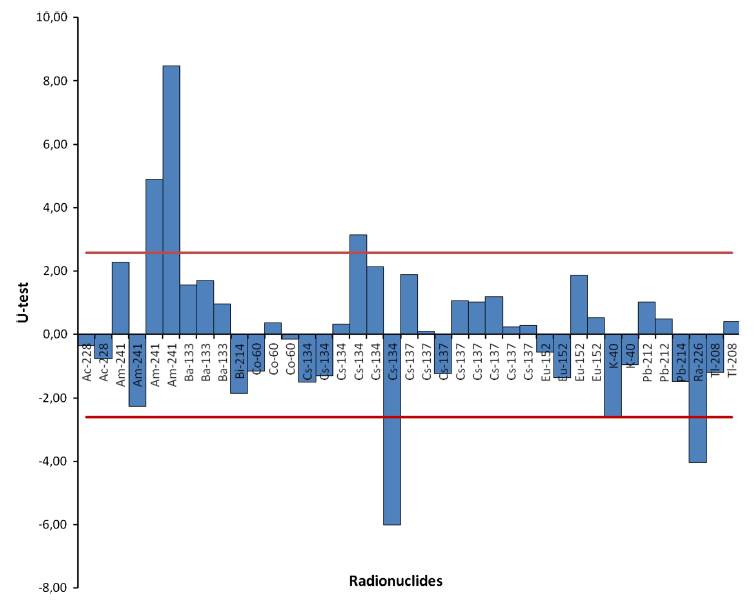 10,00
8,00
6,00
4,00
2,00
0,00
-2,00
-4,00
-6,00
-8,00
U-test
Ac-228
Ac-228
Am-241
Am-241
Am-241
Am-241
Ba-133
Ba-133
Ba-133
Bi-214
Co-60
Co-60
Co-60
Cs-134
Cs-134
Cs-134
Cs-134
Cs-134
Cs-134
Cs-137
Cs-137
Cs-137
Cs-137
Cs-137
Cs-137
Cs-137
Cs-137
Eu-152
Eu-152
Eu-152
Eu-152
K-40
K-40
Pb-212
Pb-212
Pb-214
Ra-226
Tl-208
Tl-208
Radionuclides